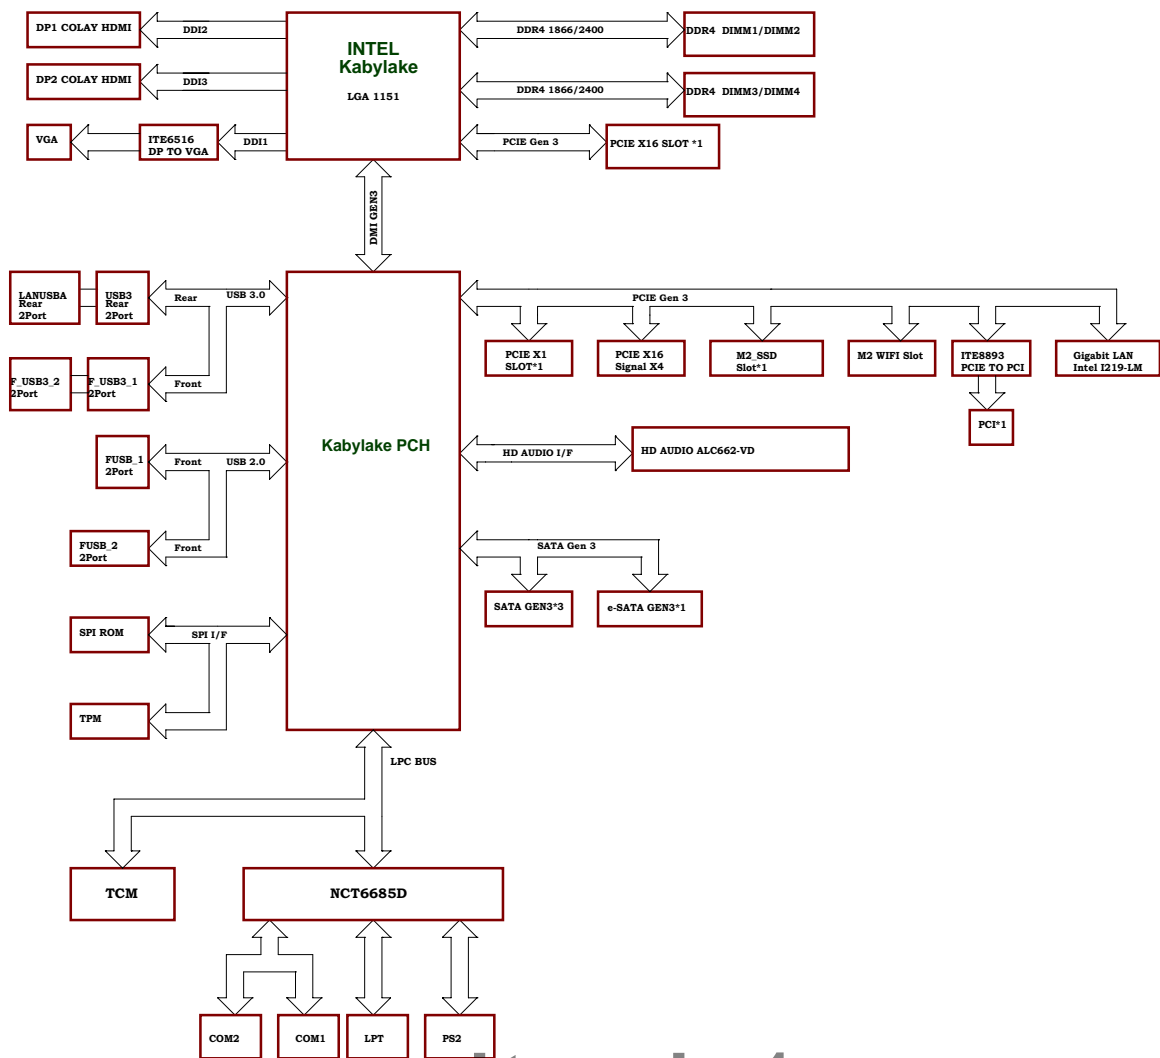 DP1 COLAY HDMI
DDI2
INTEL
Kabylake
LGA 1151
DDR4 1866/2400
DDR4 DIMM1/DIMM2
DP2 COLAY HDMI
DDI3
DDR4 1866/2400
DDR4 DIMM3/DIMM4
VGA
ITE6516
DP TO VGA
DDI1
PCIE Gen 3
PCIE X16 SLOT *1
DMI GEN3
LANUSBA
Rear
2Port
USB3
Rear
2Port
Rear
USB 3.0
PCIE Gen 3
F_USB3_2
2Port
F_USB3_1
2Port
Front
PCIE X1
SLOT*1
PCIE X16
Signal X4
M2_SSD
Slot*1
M2 WIFI Slot
ITE8893
PCIE TO PCI
Gigabit LAN
Intel I219-LM
PCI*1
Kabylake PCH
FUSB_1
2Port
Front
USB 2.0
HD AUDIO I/F
HD AUDIO ALC662-VD
FUSB_2
2Port
Front
SATA Gen 3
SATA GEN3*3
e-SATA GEN3*1
SPI ROM
SPI I/F
TPM
LPC BUS
TCM
NCT6685D
COM2
COM1
LPT
PS2